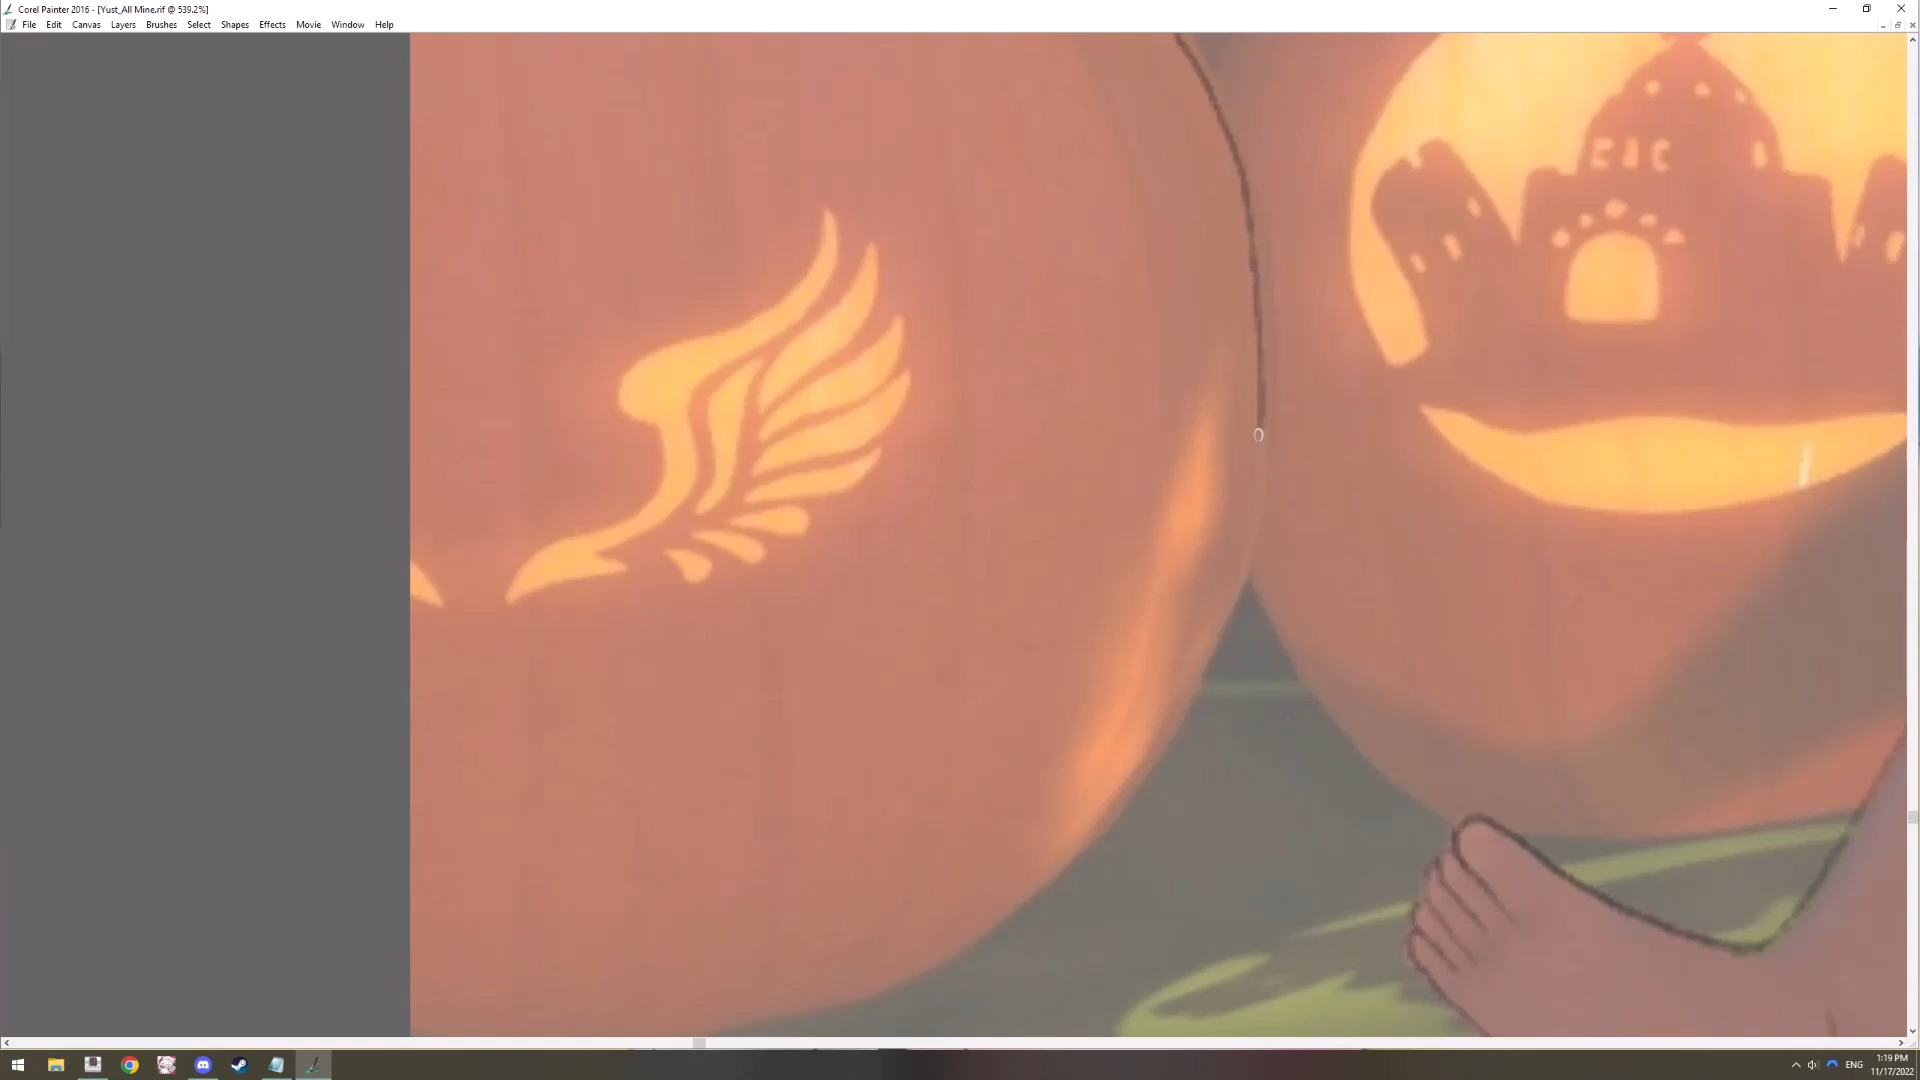 Corel Painter 2016 - [Yust_All Mine.rif @ 539.2%]
File Edit Canvas Layers Brushes Select Shapes Effects Movie Window Help
1:19 PM
ENG
11/17/2022